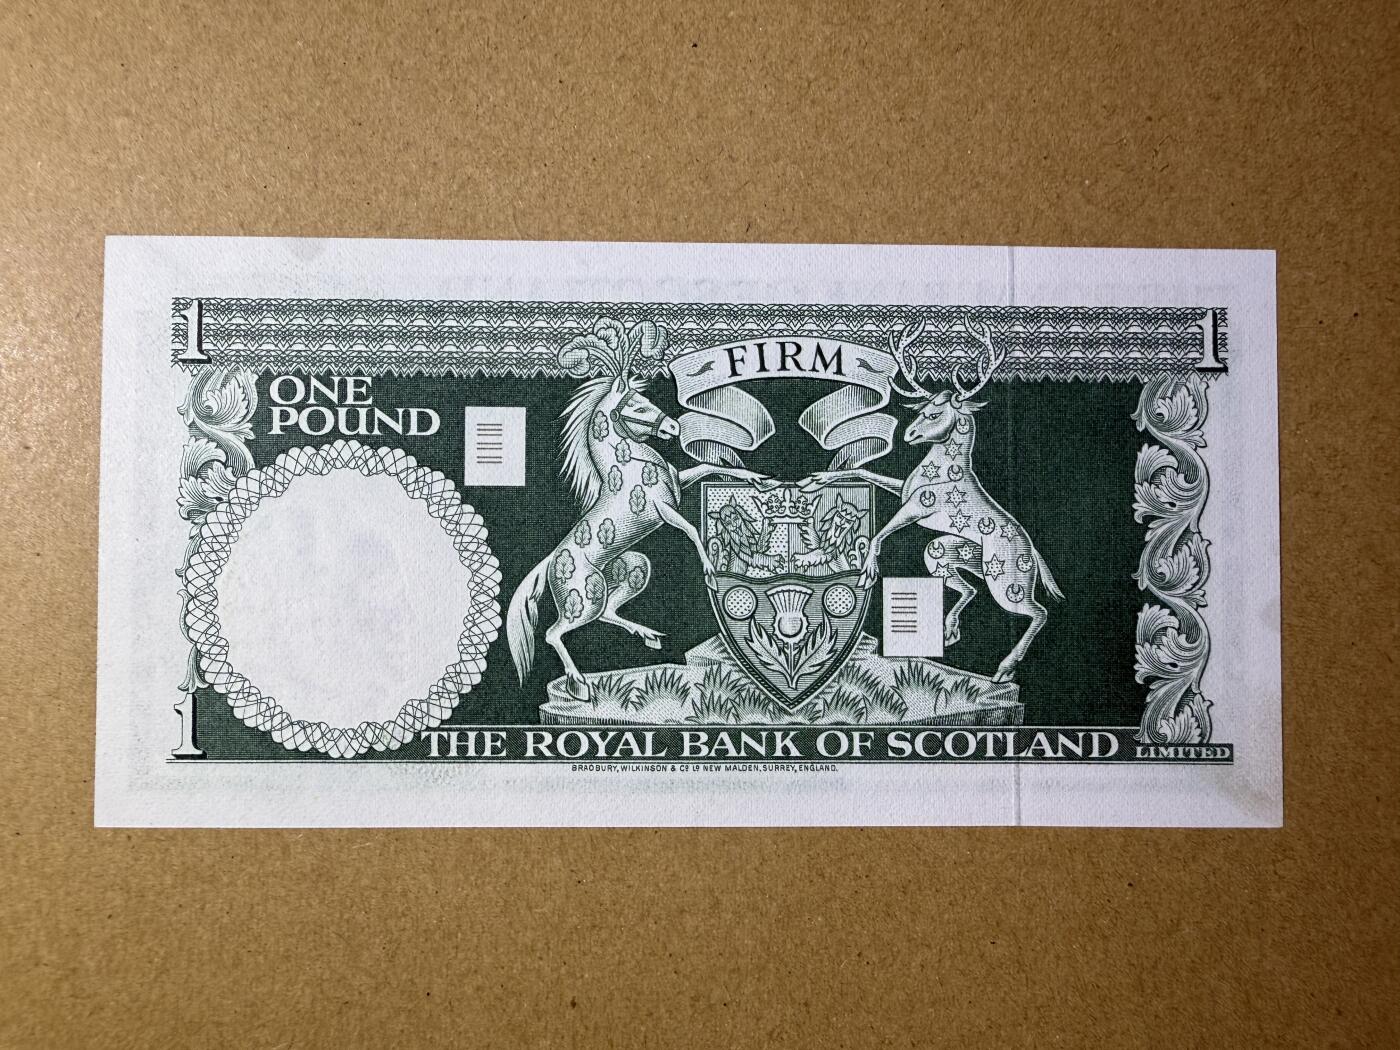 1
1
FIRM
ONE
POUND
1
THE ROYAL BANK OF SCOTLAND LIMITED
BRADBURY, WILKINSON & Cº Lº NEW MALDEN, SURREY, ENGLAND.